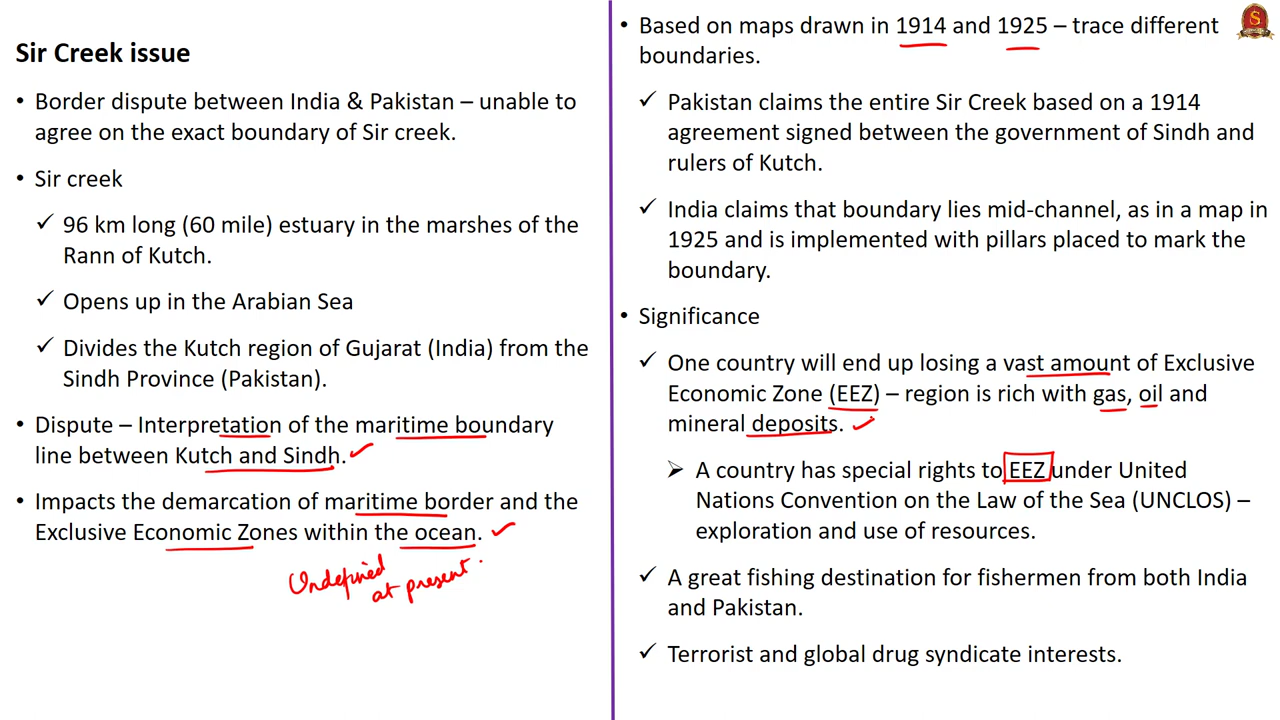 Sir Creek issue
• Border dispute between India & Pakistan – unable to
agree on the exact boundary of Sir creek.
• Sir creek
✓ 96 km long (60 mile) estuary in the marshes of the
Rann of Kutch.
✓ Opens up in the Arabian Sea
✓ Divides the Kutch region of Gujarat (India) from the
Sindh Province (Pakistan).
• Dispute – Interpretation of the maritime boundary
line between Kutch and Sindh.
• Impacts the demarcation of maritime border and the
Exclusive Economic Zones within the ocean.
Undefined
at present.
• Based on maps drawn in 1914 and 1925 – trace different
boundaries.
✓ Pakistan claims the entire Sir Creek based on a 1914
agreement signed between the government of Sindh and
rulers of Kutch.
✓ India claims that boundary lies mid-channel, as in a map in
1925 and is implemented with pillars placed to mark the
boundary.
• Significance
✓ One country will end up losing a vast amount of Exclusive
Economic Zone (EEZ) – region is rich with gas, oil and
mineral deposits.
➢ A country has special rights to EEZ under United
Nations Convention on the Law of the Sea (UNCLOS) –
exploration and use of resources.
✓ A great fishing destination for fishermen from both India
and Pakistan.
✓ Terrorist and global drug syndicate interests.